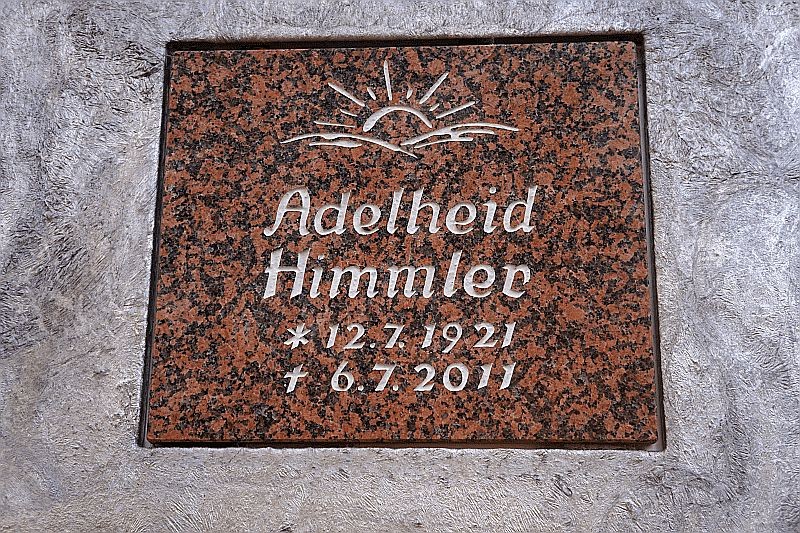 Adelheid
Himmler
* 12.7.1921
† 6.7.2011